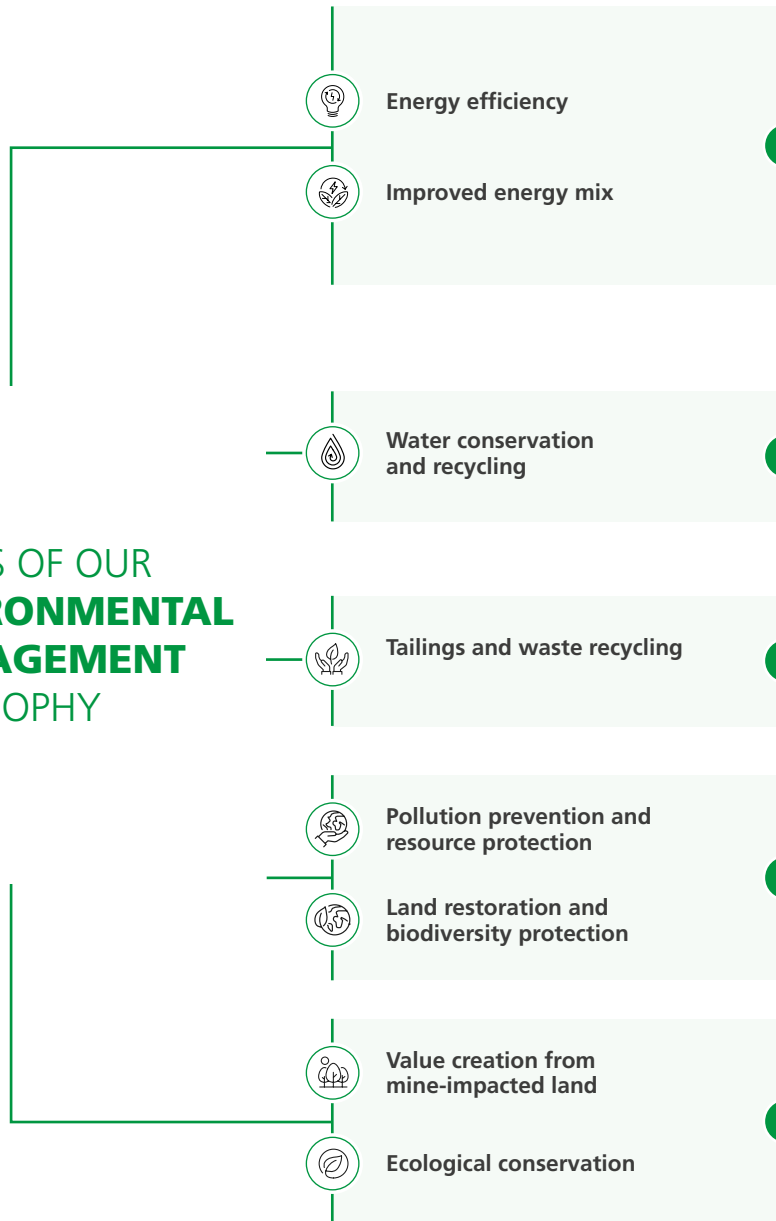 Energy efficiency
Improved energy mix
Water conservation
and recycling
S OF OUR
RONMENTAL
AGEMENT
OPHY
Tailings and waste recycling
Pollution prevention and
resource protection
Land restoration and
biodiversity protection
Value creation from
mine-impacted land
Ecological conservation